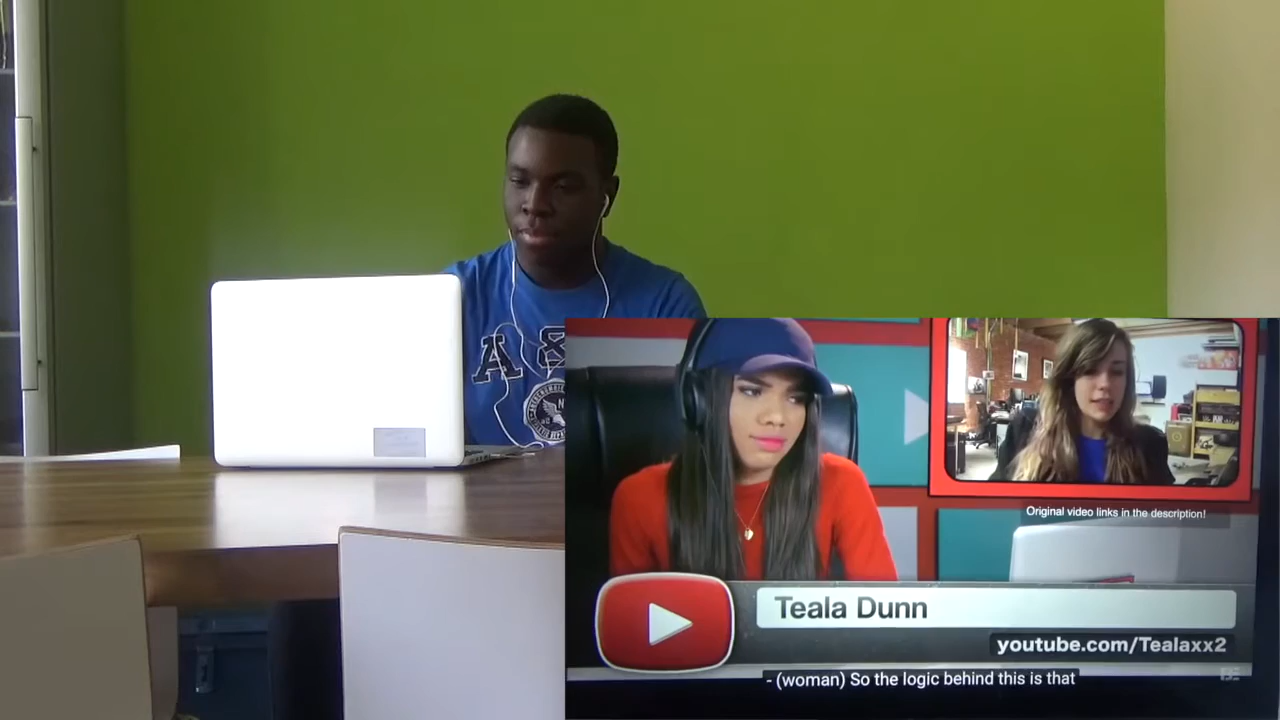 A 8
N
Original video links in the description!
Teala Dunn
youtube.com/Tealaxx2
- (woman) So the logic behind this is that